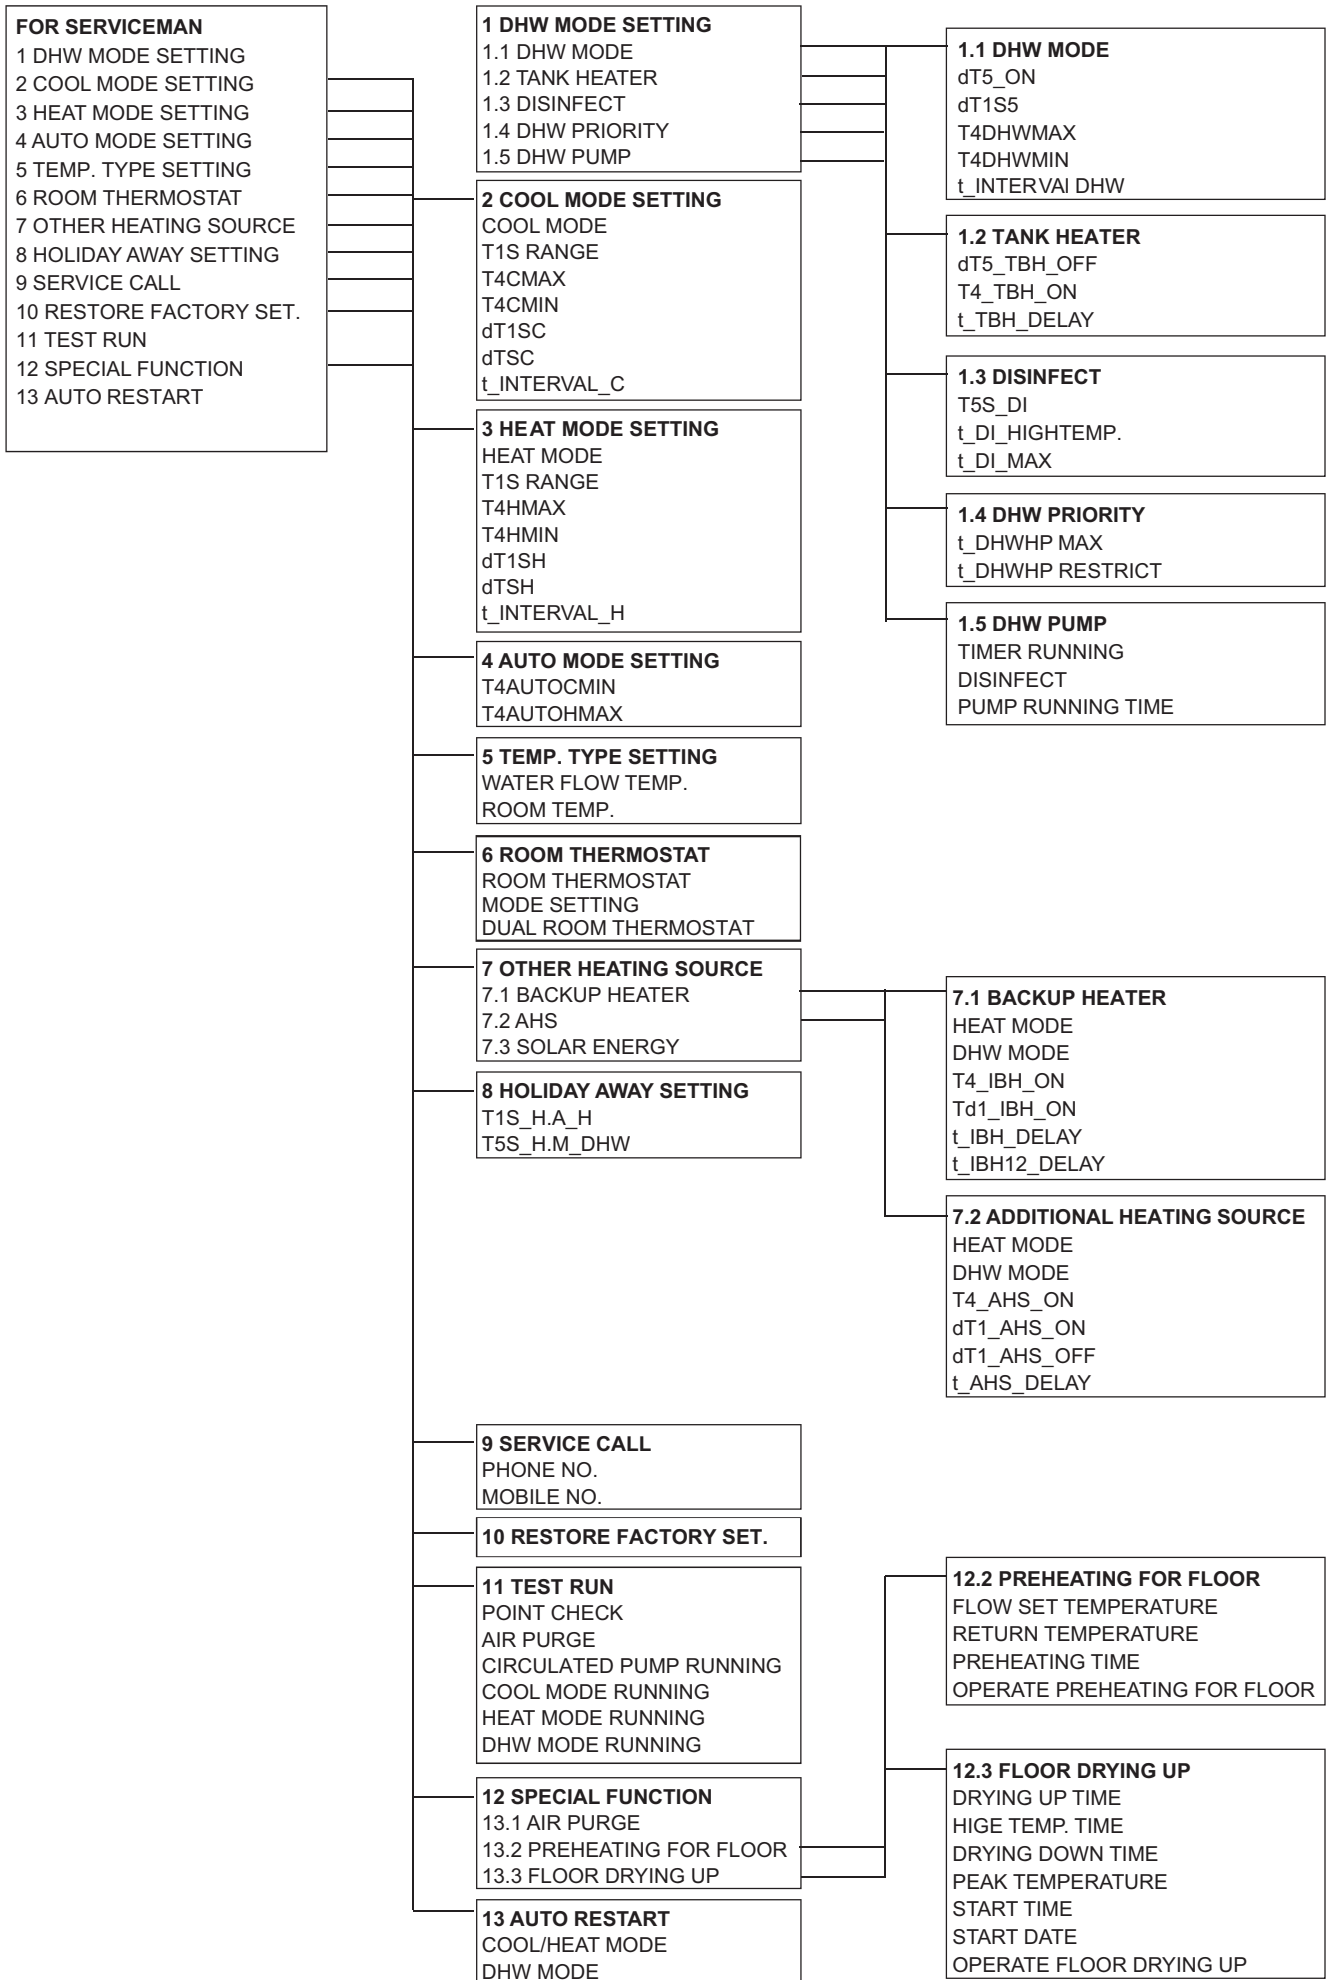 FOR SERVICEMAN
1 DHW MODE SETTING
2 COOL MODE SETTING
3 HEAT MODE SETTING
4 AUTO MODE SETTING
5 TEMP. TYPE SETTING
6 ROOM THERMOSTAT
7 OTHER HEATING SOURCE
8 HOLIDAY AWAY SETTING
9 SERVICE CALL
10 RESTORE FACTORY SET.
11 TEST RUN
12 SPECIAL FUNCTION
13 AUTO RESTART
1 DHW MODE SETTING
1.1 DHW MODE
1.2 TANK HEATER
1.3 DISINFECT
1.4 DHW PRIORITY
1.5 DHW PUMP
2 COOL MODE SETTING
COOL MODE
T1S RANGE
T4CMAX
T4CMIN
dT1SC
dTSC
t_INTERVAL_C
3 HEAT MODE SETTING
HEAT MODE
T1S RANGE
T4HMAX
T4HMIN
dT1SH
dTSH
t_INTERVAL_H
4 AUTO MODE SETTING
T4AUTOCMIN
T4AUTOHMAX
5 TEMP. TYPE SETTING
WATER FLOW TEMP.
ROOM TEMP.
6 ROOM THERMOSTAT
ROOM THERMOSTAT
MODE SETTING
DUAL ROOM THERMOSTAT
7 OTHER HEATING SOURCE
7.1 BACKUP HEATER
7.2 AHS
7.3 SOLAR ENERGY
8 HOLIDAY AWAY SETTING
T1S_H.A_H
T5S_H.M_DHW
9 SERVICE CALL
PHONE NO.
MOBILE NO.
10 RESTORE FACTORY SET.
11 TEST RUN
POINT CHECK
AIR PURGE
CIRCULATED PUMP RUNNING
COOL MODE RUNNING
HEAT MODE RUNNING
DHW MODE RUNNING
12 SPECIAL FUNCTION
13.1 AIR PURGE
13.2 PREHEATING FOR FLOOR
13.3 FLOOR DRYING UP
13 AUTO RESTART
COOL/HEAT MODE
DHW MODE
1.1 DHW MODE
dT5_ON
dT1S5
T4DHWMAX
T4DHWMIN
t_INTERVAl DHW
1.2 TANK HEATER
dT5_TBH_OFF
T4_TBH_ON
t_TBH_DELAY
1.3 DISINFECT
T5S_DI
t_DI_HIGHTEMP.
t_DI_MAX
1.4 DHW PRIORITY
t_DHWHP MAX
t_DHWHP RESTRICT
1.5 DHW PUMP
TIMER RUNNING
DISINFECT
PUMP RUNNING TIME
7.1 BACKUP HEATER
HEAT MODE
DHW MODE
T4_IBH_ON
Td1_IBH_ON
t_IBH_DELAY
t_IBH12_DELAY
7.2 ADDITIONAL HEATING SOURCE
HEAT MODE
DHW MODE
T4_AHS_ON
dT1_AHS_ON
dT1_AHS_OFF
t_AHS_DELAY
12.2 PREHEATING FOR FLOOR
FLOW SET TEMPERATURE
RETURN TEMPERATURE
PREHEATING TIME
OPERATE PREHEATING FOR FLOOR
12.3 FLOOR DRYING UP
DRYING UP TIME
HIGE TEMP. TIME
DRYING DOWN TIME
PEAK TEMPERATURE
START TIME
START DATE
OPERATE FLOOR DRYING UP